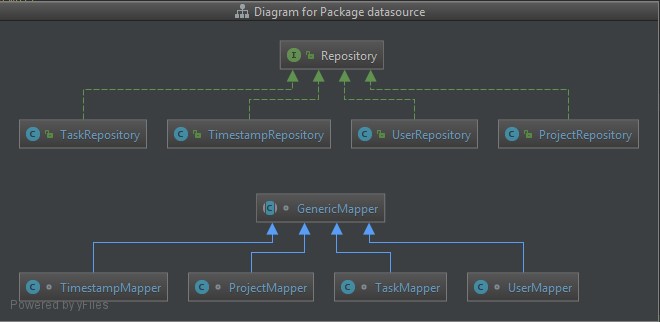 Diagram for Package datasource
I Repository
C TaskRepository
C TimestampRepository
C UserRepository
C ProjectRepository
C GenericMapper
C TimestampMapper
C ProjectMapper
C TaskMapper
C UserMapper
Powered by yFiles